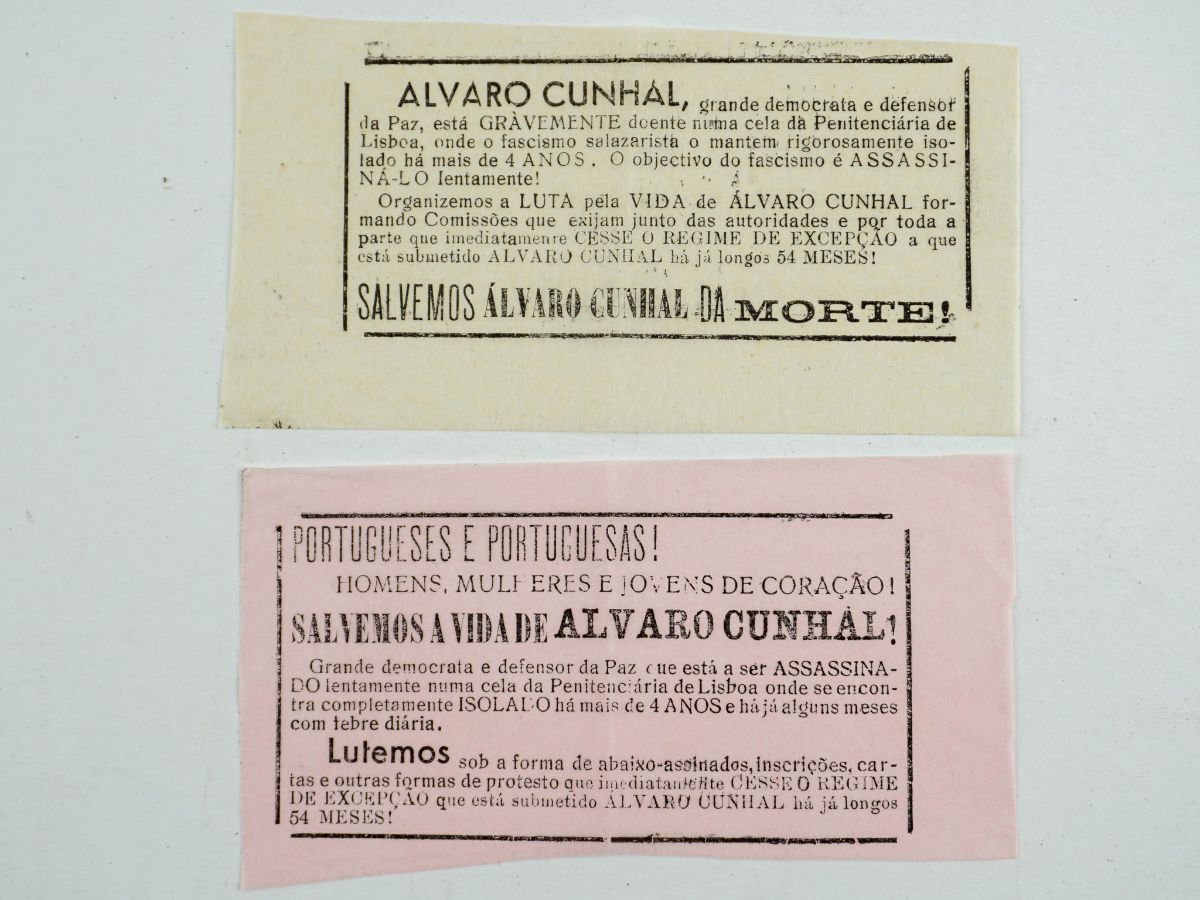 ALVARO CUNHAL, grande democrata e defensor
da Paz, está GRÀVEMENTE doente numa cela da Penitenciária de
Lisboa, onde o fascismo salazarista o mantem rigorosamente iso-
lado há mais de 4 ANOS. O objectivo do fascismo é ASSASSI-
NÁ-LO lentamente!
Organizemos a LUTA pela VIDA de ÁLVARO CUNHAL for-
mando Comissões que exijam junto das autoridades e por toda a
parte que imediatamenre CESSE O REGIME DE EXCEPÇÃO a que
está submetido ALVARO CUNHAL há já longos 54 MESES!
SALVEMOS ÁLVARO CUNHAL DA MORTE!
PORTUGUESES E PORTUGUESAS!
HOMENS, MULHERES E JOVENS DE CORAÇÃO!
SALVEMOS A VIDA DE ALVARO CUNHAL!
Grande democrata e defensor da Paz que está a ser ASSASSINA-
DO lentamente numa cela da Penitenciária de Lisboa onde se encon-
tra completamente ISOLADO há mais de 4 ANOS e há já alguns meses
com febre diária.
Lutemos sob a forma de abaixo-assinados, inscrições, car-
tas e outras formas de protesto que imediatamente CESSE O REGIME
DE EXCEPÇÃO que está submetido ÁLVARO CUNHAL há já longos
54 MESES!